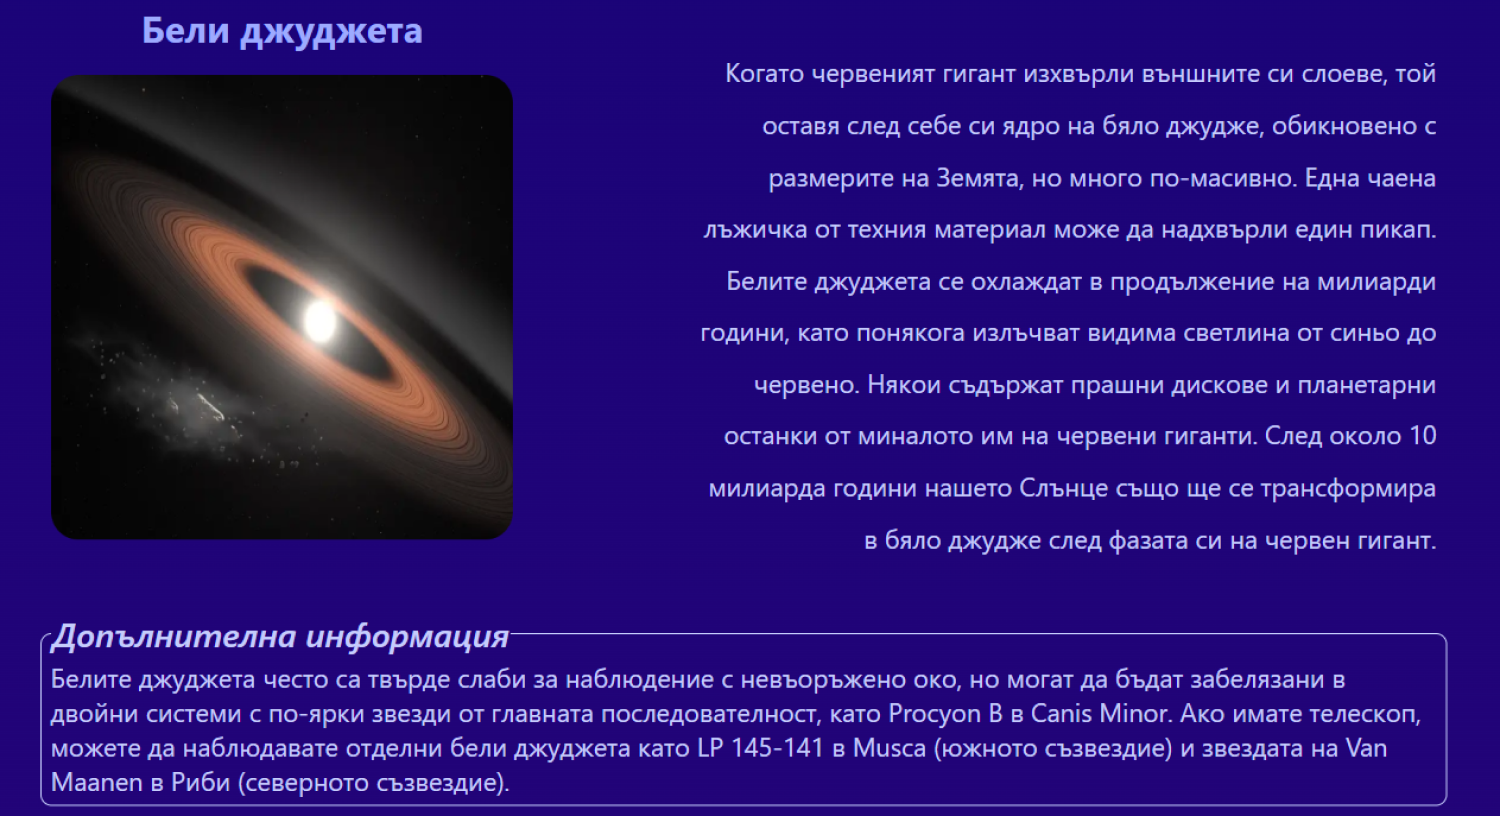 Бели джуджета
Когато червеният гигант изхвърли външните си слоеве, той
оставя след себе си ядро на бяло джудже, обикновено с
размерите на Земята, но много по-масивно. Една чаена
лъжичка от техния материал може да надхвърли един пикап.
Белите джуджета се охлаждат в продължение на милиарди
години, като понякога излъчват видима светлина от синьо до
червено. Някои съдържат прашни дискове и планетарни
останки от миналото им на червени гиганти. След около 10
милиарда години нашето Слънце също ще се трансформира
в бяло джудже след фазата си на червен гигант.
Допълнителна информация
Белите джуджета често са твърде слаби за наблюдение с невъоръжено око, но могат да бъдат забелязани в
двойни системи с по-ярки звезди от главната последователност, като Procyon B в Canis Minor. Ако имате телескоп,
можете да наблюдавате отделни бели джуджета като LP 145-141 в Musca (южното съзвездие) и звездата на Van
Maanen в Риби (северното съзвездие).